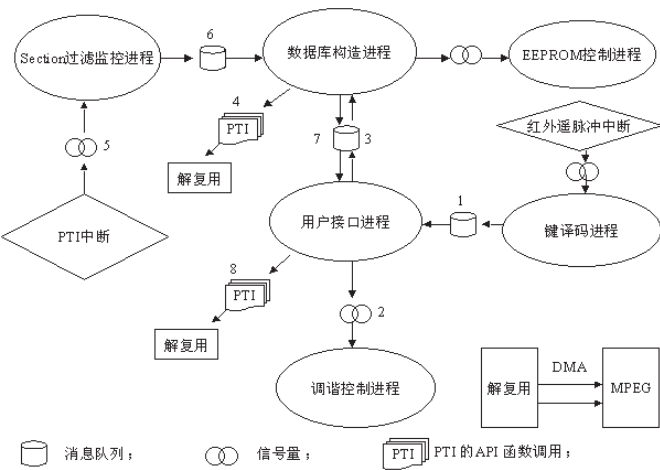 6
Section过滤监控进程
数据库构造进程
EEPROM控制进程
4
PTI
7
3
红外遥脉冲中断
5
解复用
1
PTI中断
用户接口进程
键译码进程
8
PTI
2
解复用
调谐控制进程
解复用
DMA
MPEG
消息队列；
信号量；
PTI
PTI 的API 函数调用；